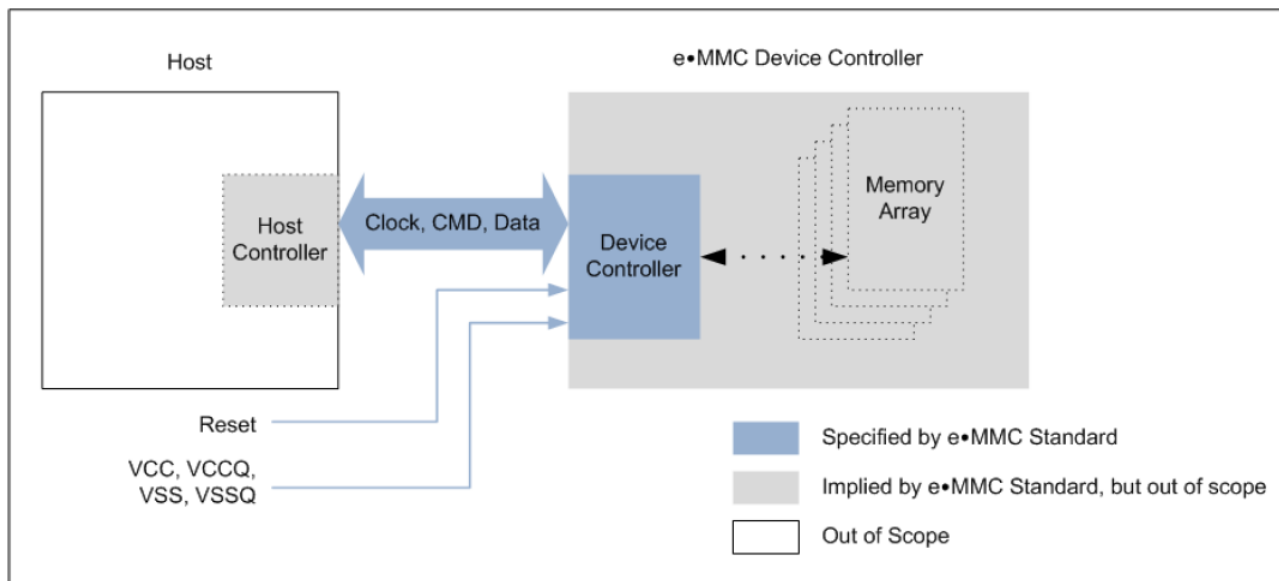 Host
e•MMC Device Controller
Memory
Array
Host
Controller
Clock, CMD, Data
Device
Controller
Reset
VCC, VCCQ,
VSS, VSSQ
Specified by e•MMC Standard
Implied by e•MMC Standard, but out of scope
Out of Scope